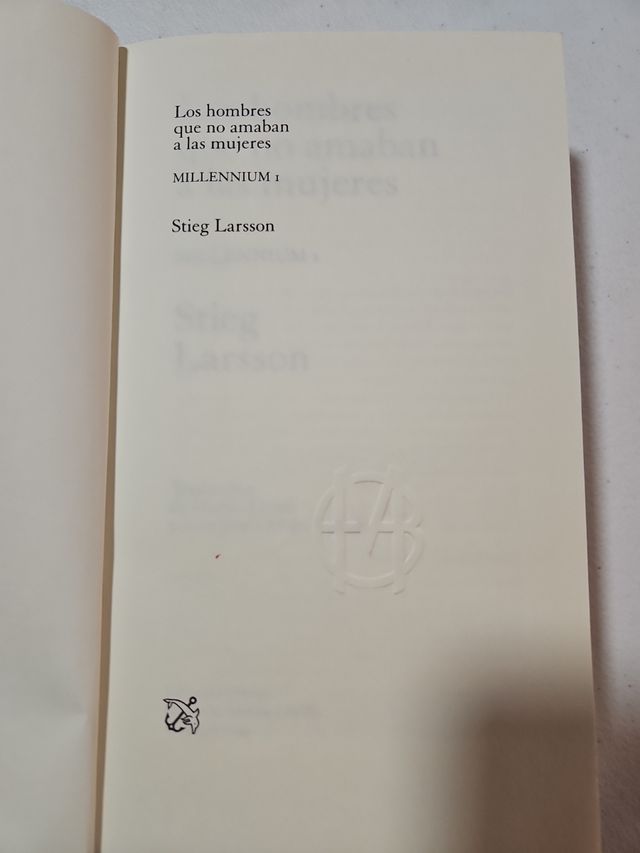 Los hombres
que no amaban
a las mujeres
MILLENNIUM 1
Stieg Larsson